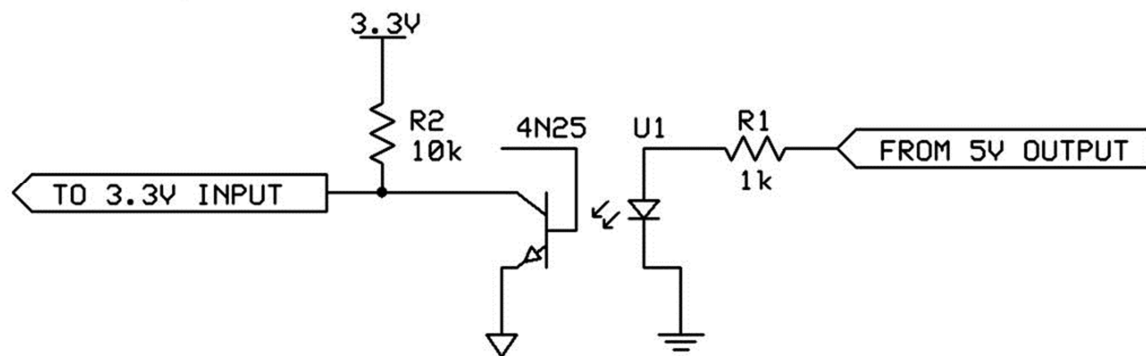 3.3V
R2
10k
4N25
U1
R1
1k
FROM 5V OUTPUT
TO 3.3V INPUT